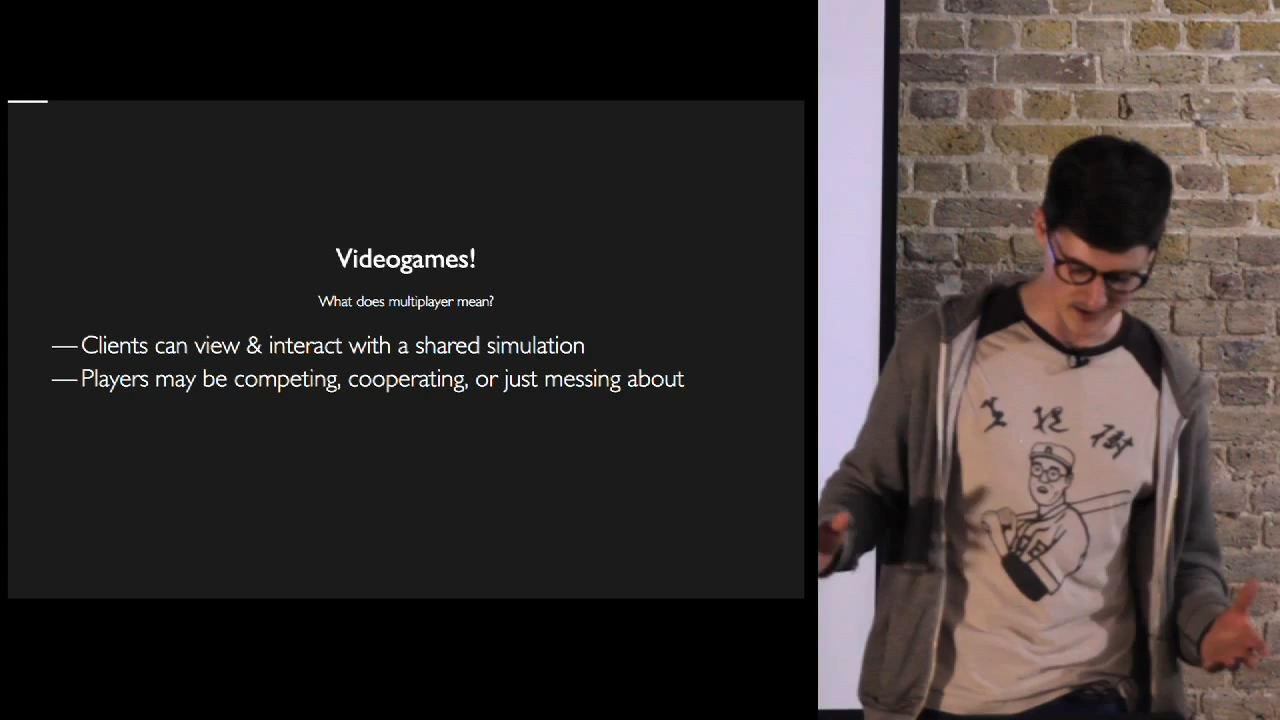 Videogames!
What does multiplayer mean?
— Clients can view & interact with a shared simulation
— Players may be competing, cooperating, or just messing about